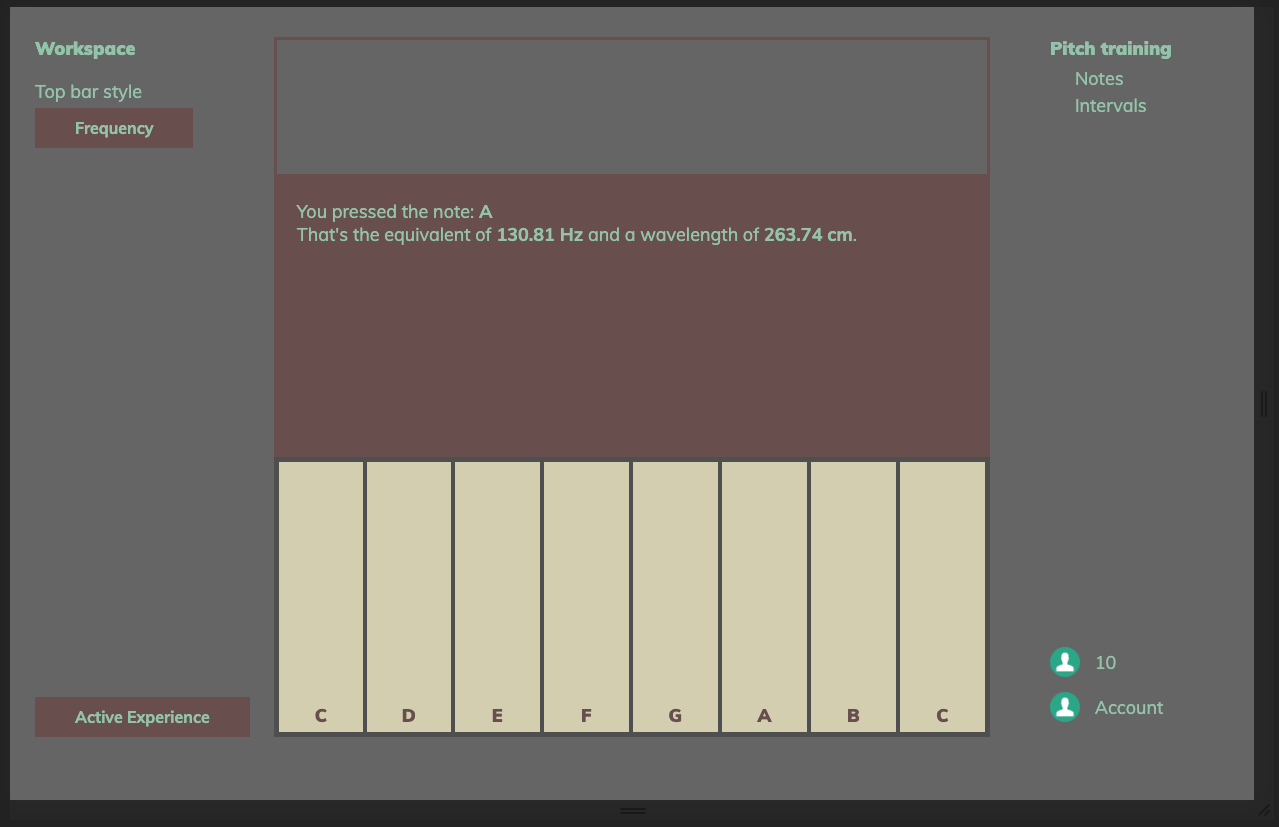 Workspace
Top bar style
Frequency
You pressed the note: A
That's the equivalent of 130.81 Hz and a wavelength of 263.74 cm.
C D E F G A B C
Active Experience
Pitch training
Notes
Intervals
10
Account